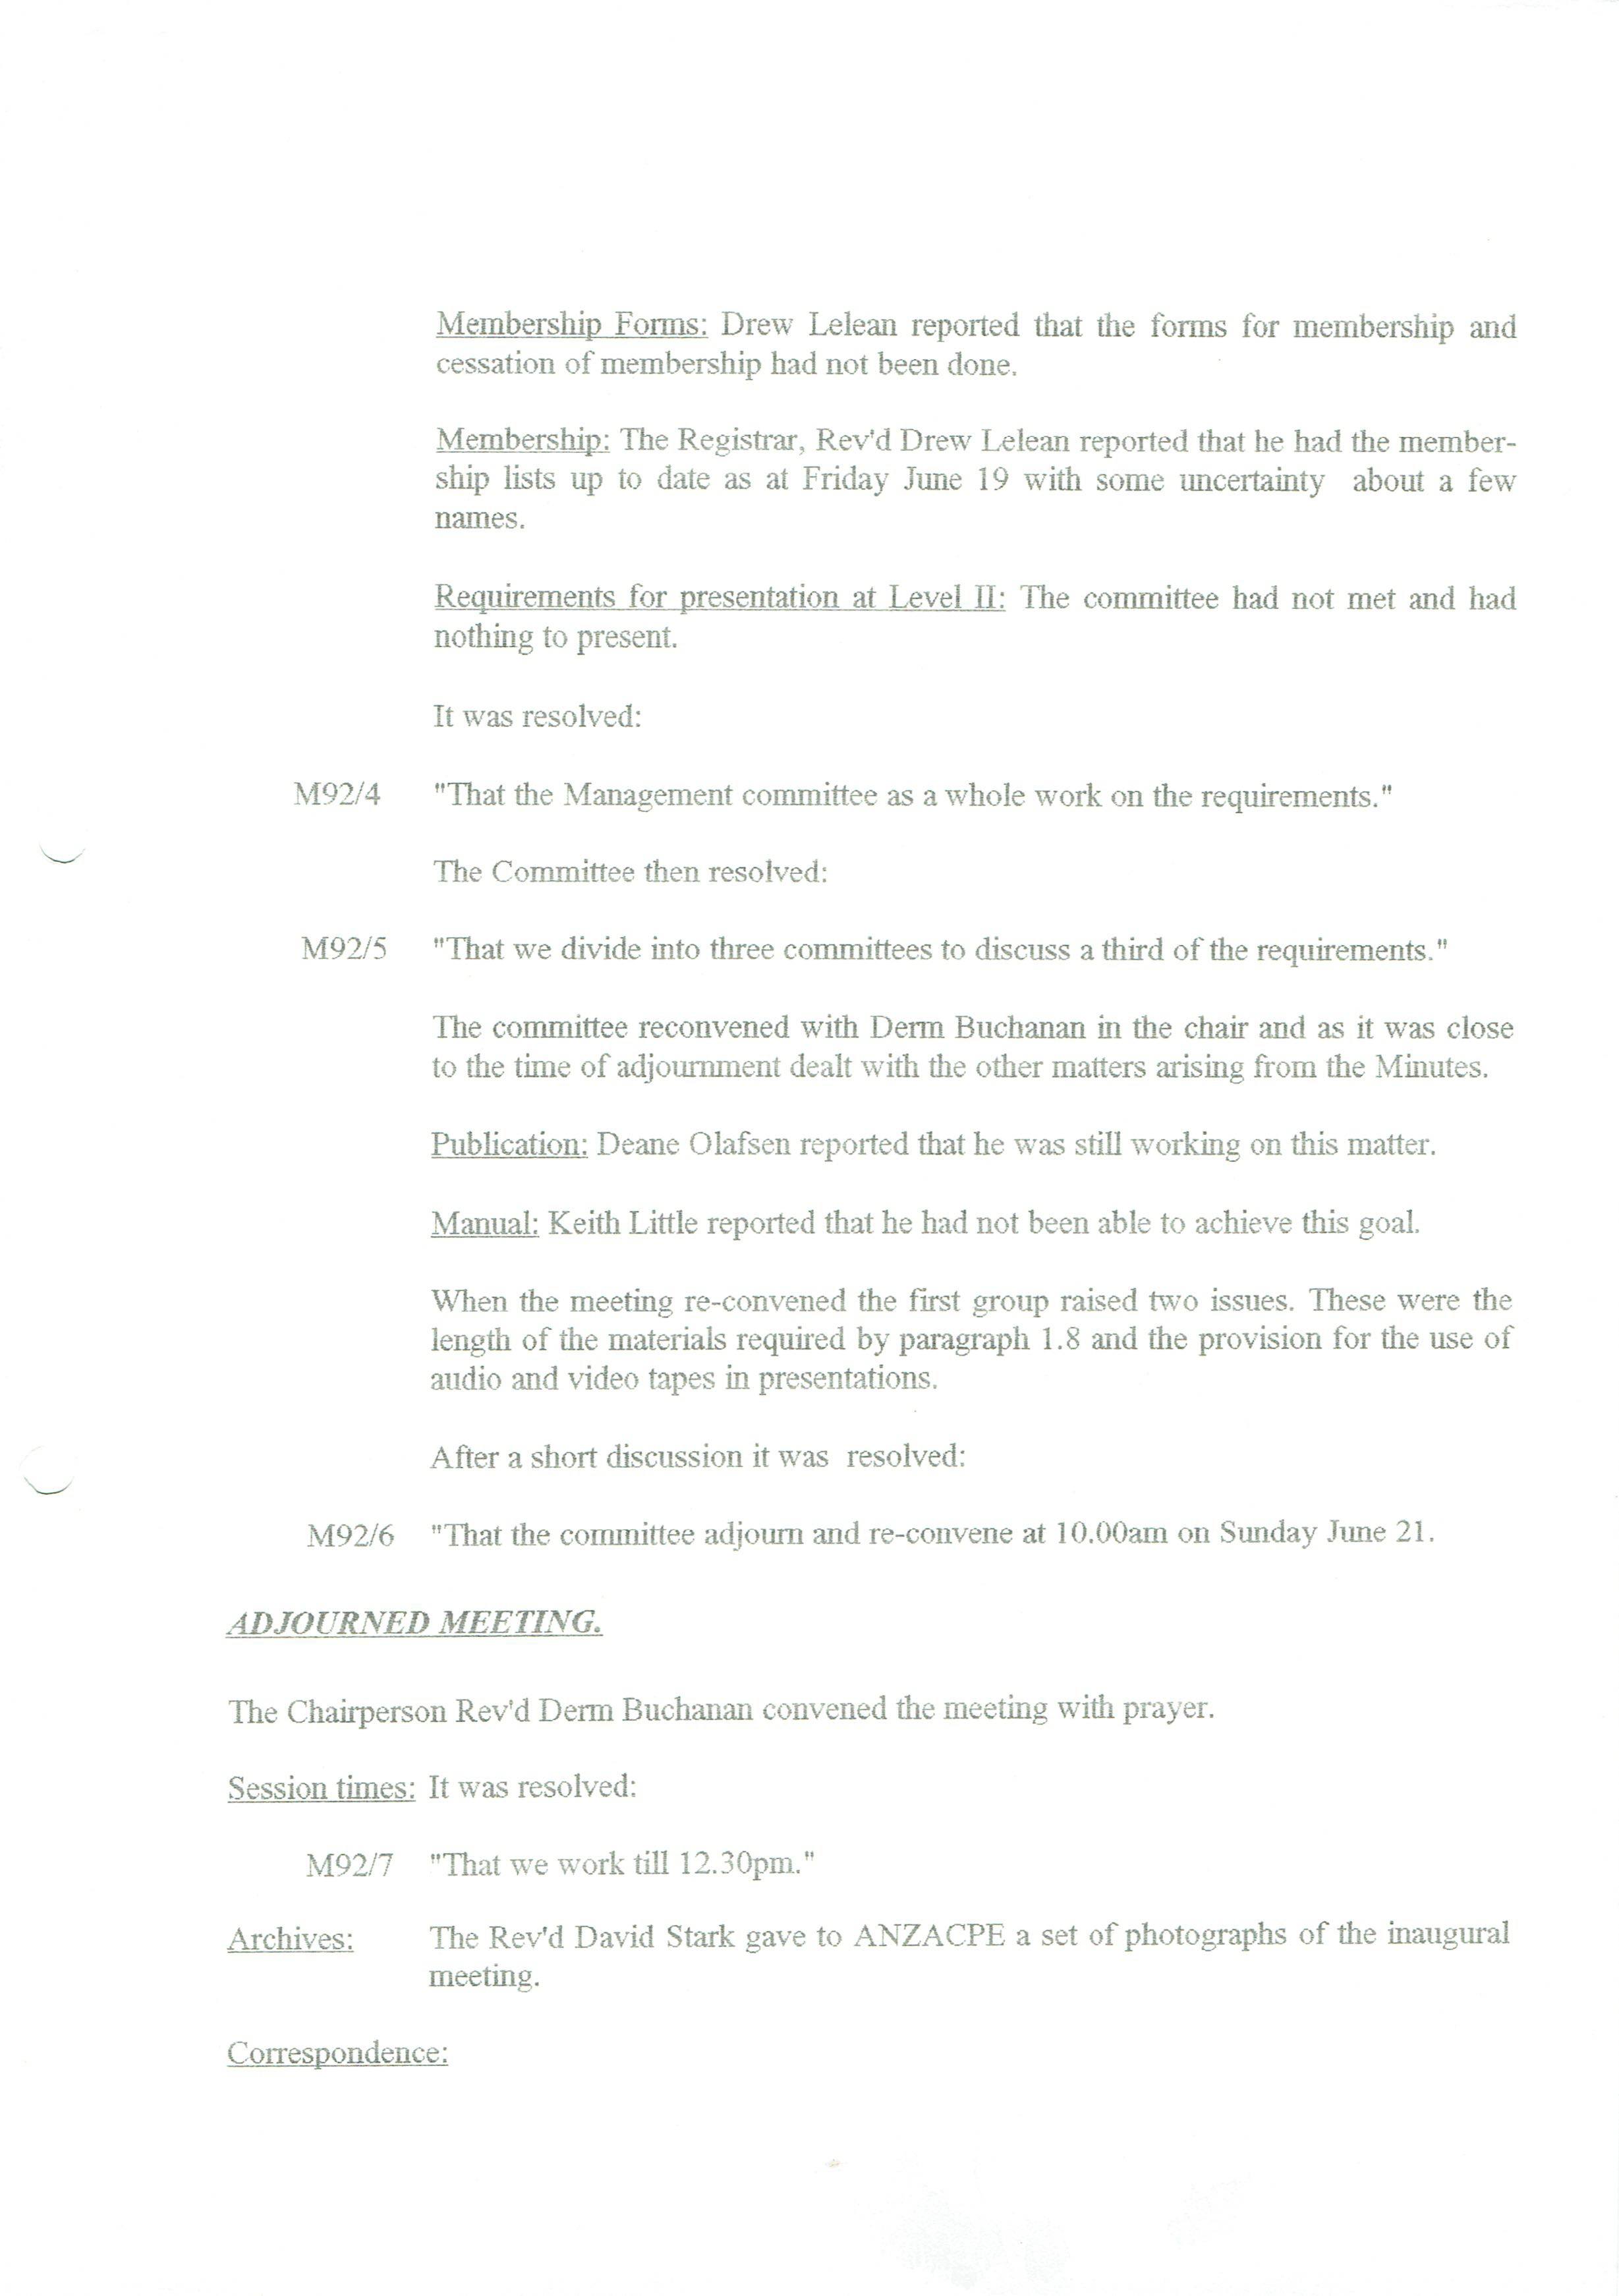 Membership Forms: Drew Lelean reported that the forms for membership and
cessation of membership had not been done.
Membership: The Registrar, Rev'd Drew Lelean reported that he had the member-
ship lists up to date as at Friday June 19 with some uncertainty about a few
names.
Requirements for presentation at Level II: The committee had not met and had
nothing to present.
It was resolved:
M92/4 "That the Management committee as a whole work on the requirements."
The Committee then resolved:
M92/5 "That we divide into three committees to discuss a third of the requirements."
The committee reconvened with Derm Buchanan in the chair and as it was close
to the time of adjournment dealt with the other matters arising from the Minutes.
Publication: Deane Olafsen reported that he was still working on this matter.
Manual: Keith Little reported that he had not been able to achieve this goal.
When the meeting re-convened the first group raised two issues. These were the
length of the materials required by paragraph 1.8 and the provision for the use of
audio and video tapes in presentations.
After a short discussion it was resolved:
M92/6 "That the committee adjourn and re-convene at 10.00am on Sunday June 21.
ADJOURNED MEETING.
The Chairperson Rev'd Derm Buchanan convened the meeting with prayer.
Session times: It was resolved:
M92/7 "That we work till 12.30pm."
Archives: The Rev'd David Stark gave to ANZACPE a set of photographs of the inaugural
meeting.
Correspondence: